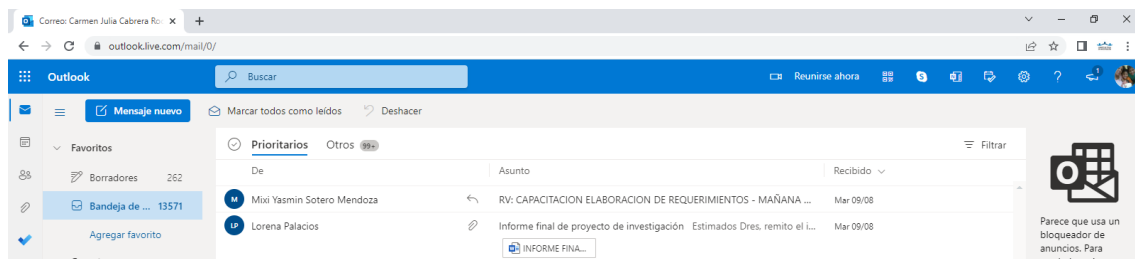 Correo: Carmen Julia Cabrera Ro
outlook.live.com/mail/0/
Outlook Buscar Reunirse ahora
Mensaje nuevo Marcar todos como leídos Deshacer
Favoritos Prioritarios Otros 99+ Filtrar
De Asunto Recibido
Borradores 262
M Mixi Yasmin Sotero Mendoza RV: CAPACITACION ELABORACION DE REQUERIMIENTOS - MAÑANA ... Mar 09/08
Bandeja de ... 13571
LP Lorena Palacios Informe final de proyecto de investigación Estimados Dres, remito el i... Mar 09/08
Agregar favorito
INFORME FINA...
Parece que usa un
bloqueador de
anuncios. Para